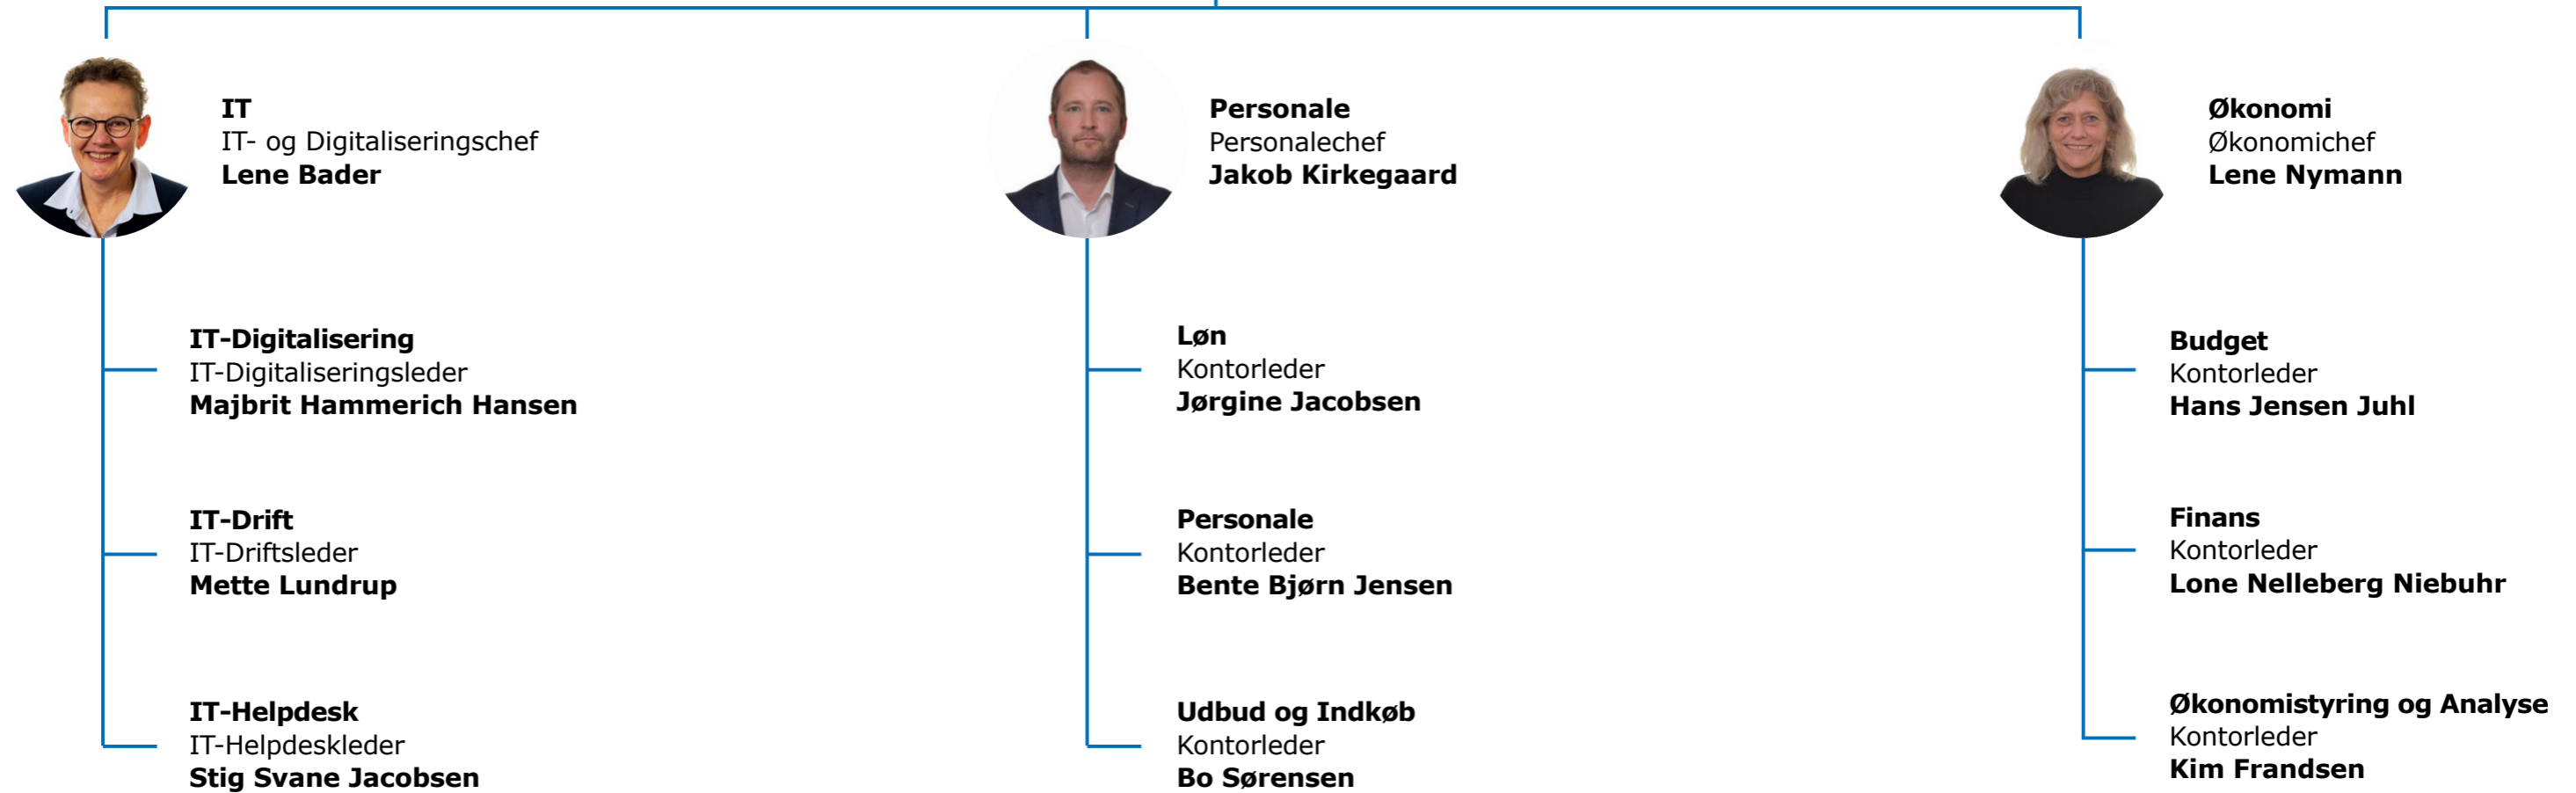 IT
IT- og Digitaliseringschef
Lene Bader
Personale
Personalechef
Jakob Kirkegaard
Økonomi
Økonomichef
Lene Nymann
IT-Digitalisering
IT-Digitaliseringsleder
Majbrit Hammerich Hansen
IT-Drift
IT-Driftsleder
Mette Lundrup
IT-Helpdesk
IT-Helpdeskleder
Stig Svane Jacobsen
Løn
Kontorleder
Jørgine Jacobsen
Personale
Kontorleder
Bente Bjørn Jensen
Udbud og Indkøb
Kontorleder
Bo Sørensen
Budget
Kontorleder
Hans Jensen Juhl
Finans
Kontorleder
Lone Nelleberg Niebuhr
Økonomistyring og Analyse
Kontorleder
Kim Frandsen